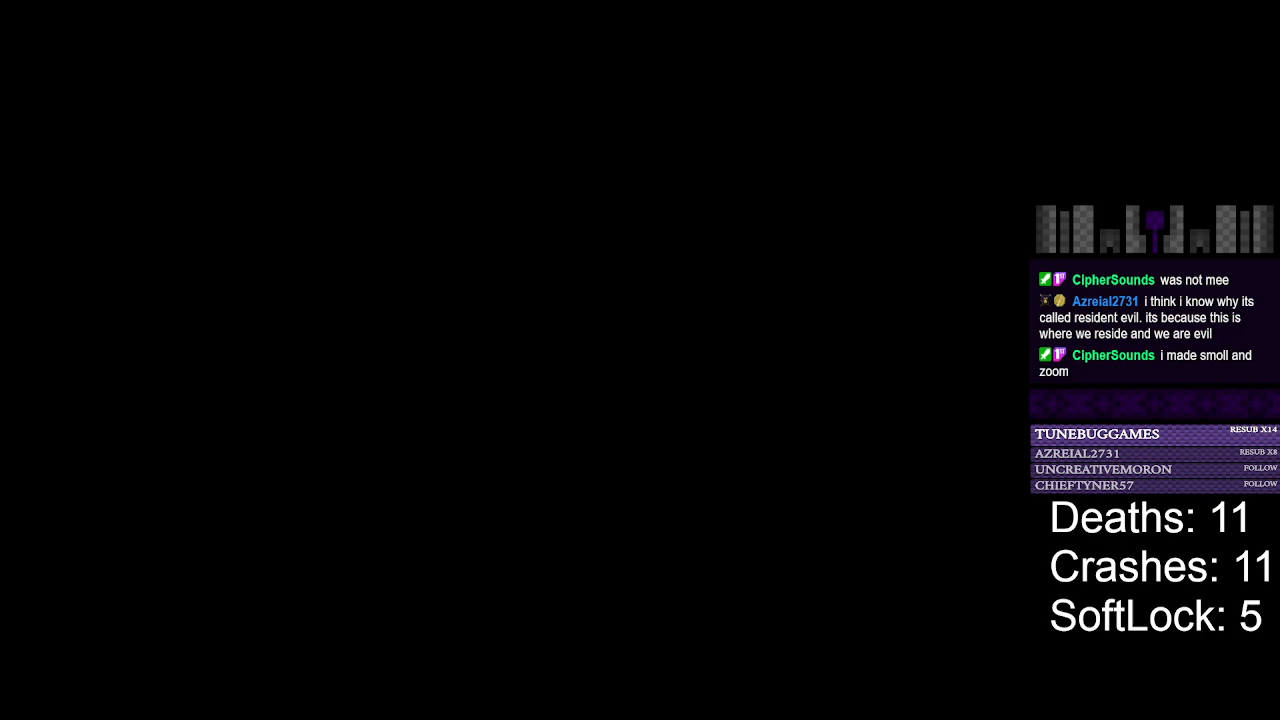 CipherSounds was not mee
Azreial2731 i think i know why its
called resident evil. its because this is
where we reside and we are evil
CipherSounds i made smoll and
zoom
TUNEBUGGAMES RESUB X14
AZREIAL2731 RESUB X8
UNCREATIVEMORON FOLLOW
CHIEFTYNER57 FOLLOW
Deaths: 11
Crashes: 11
SoftLock: 5